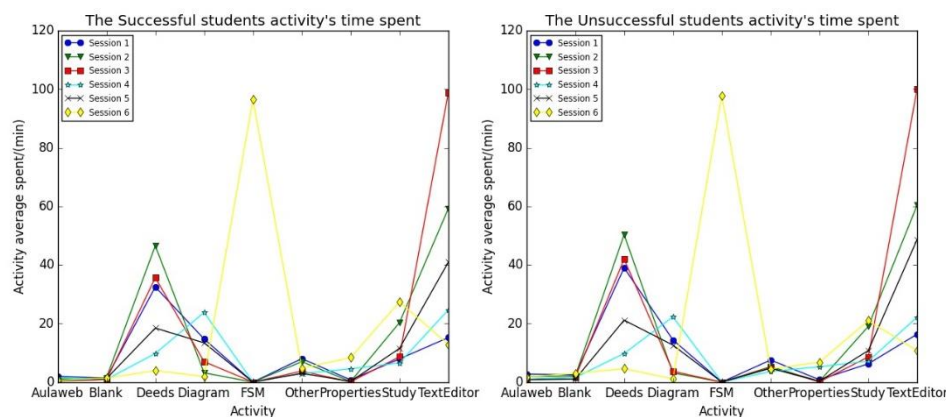 The Successful students activity's time spent
120
100
80
60
40
20
0
Activity average spent/(min)
Session 1
Session 2
Session 3
Session 4
Session 5
Session 6
Aulaweb Blank Deeds Diagram FSM Other Properties Study TextEditor
Activity
The Unsuccessful students activity's time spent
120
100
80
60
40
20
0
Activity average spent/(min)
Session 1
Session 2
Session 3
Session 4
Session 5
Session 6
Aulaweb Blank Deeds Diagram FSM Other Properties Study TextEditor
Activity